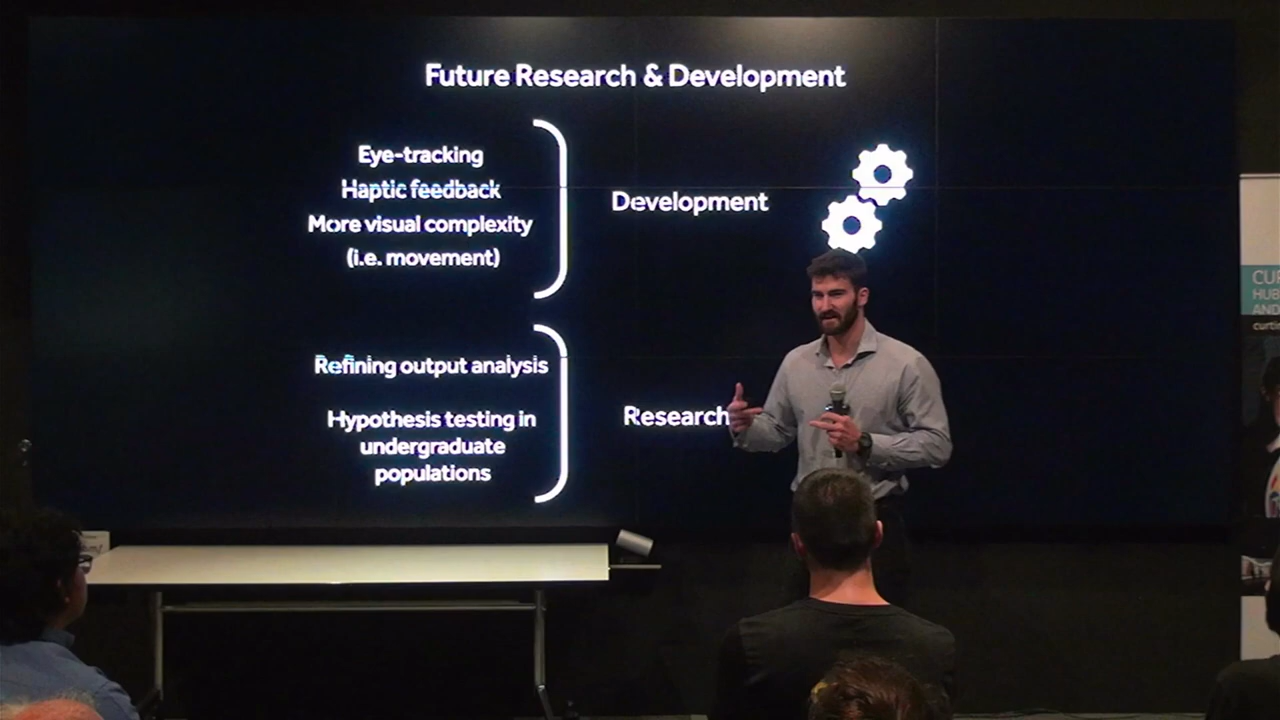 Future Research & Development
Eye-tracking
Haptic feedback
More visual complexity
(i.e. movement)
Development
Refining output analysis
Hypothesis testing in
undergraduate
populations
Research